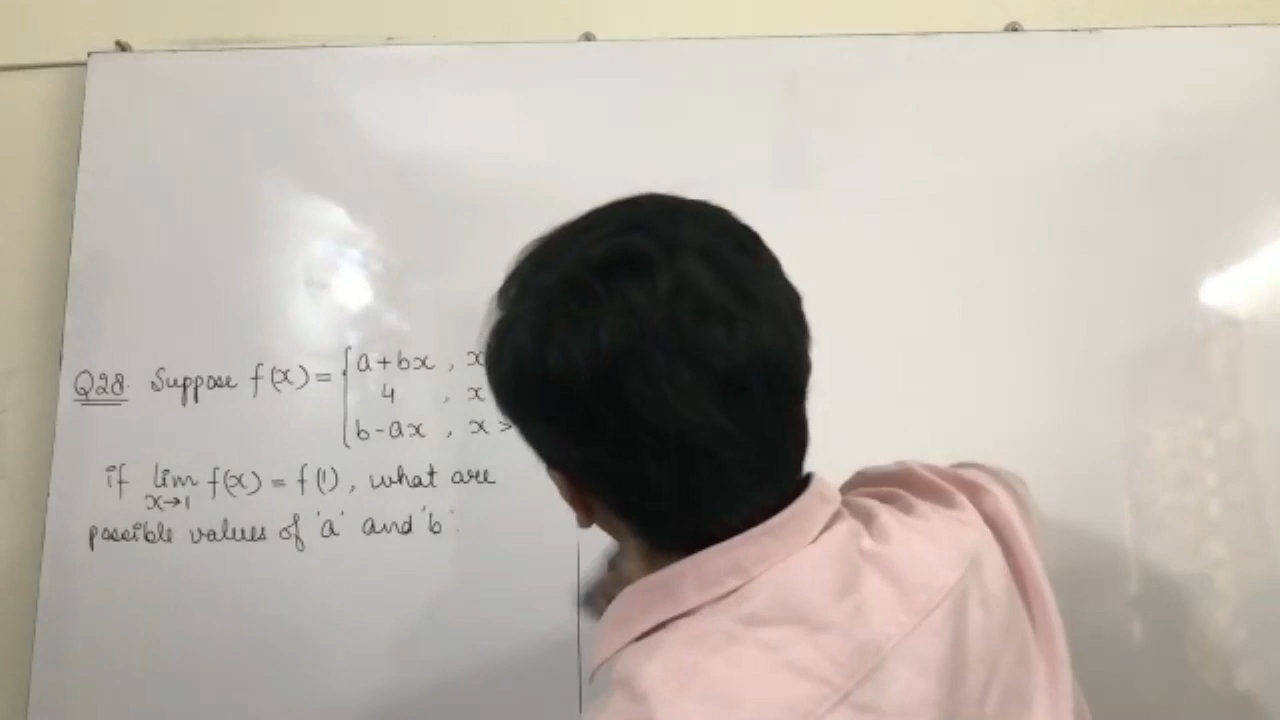 Q28. Suppose f(x) = { a+bx , x
4 , x
b-ax , x >
if lim x→1 f(x) = f(1), what are
possible values of 'a' and 'b'.